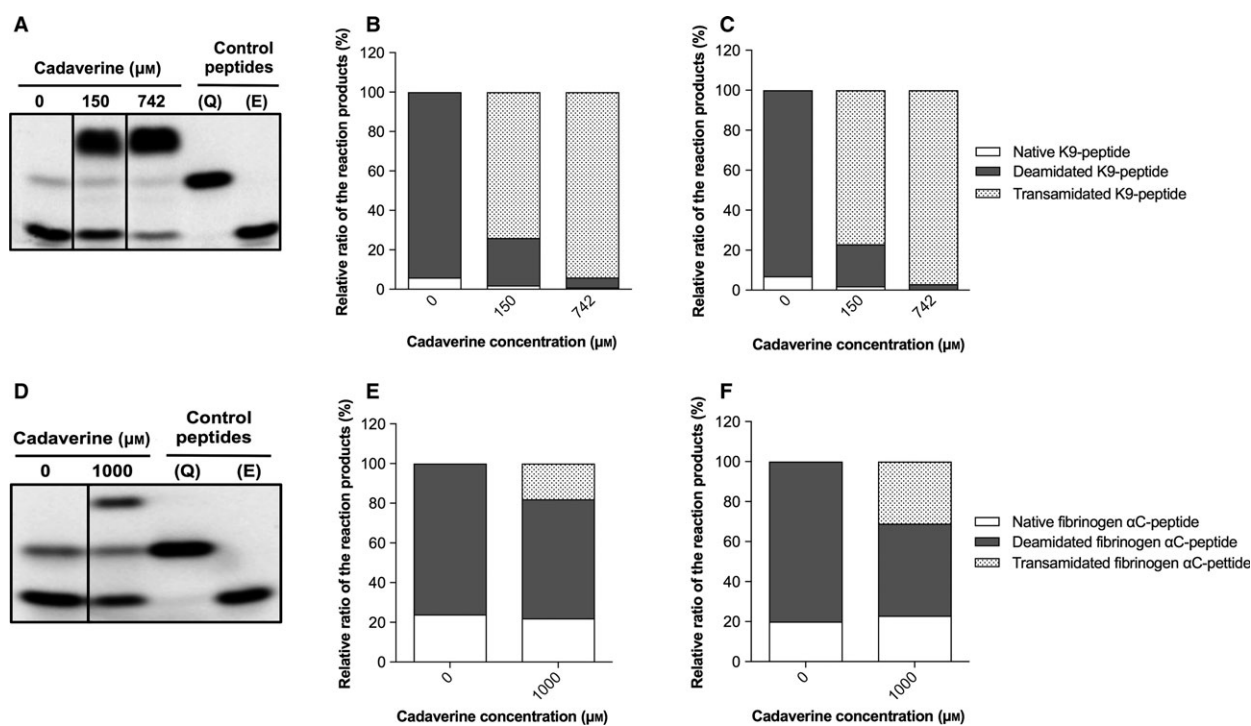 A
Cadaverine (μM)
Control
peptides
0 150 742 (Q) (E)
B
Relative ratio of the reaction products (%)
120
100
80
60
40
20
0
0 150 742
Cadaverine concentration (μM)
C
Relative ratio of the reaction products (%)
120
100
80
60
40
20
0
0 150 742
Cadaverine concentration (μM)
Native K9-peptide
Deamidated K9-peptide
Transamidated K9-peptide
D
Cadaverine (μM)
Control
peptides
0 1000 (Q) (E)
E
Relative ratio of the reaction products (%)
120
100
80
60
40
20
0
0 1000
Cadaverine concentration (μM)
F
Relative ratio of the reaction products (%)
120
100
80
60
40
20
0
0 1000
Cadaverine concentration (μM)
Native fibrinogen αC-peptide
Deamidated fibrinogen αC-peptide
Transamidated fibrinogen αC-pettide